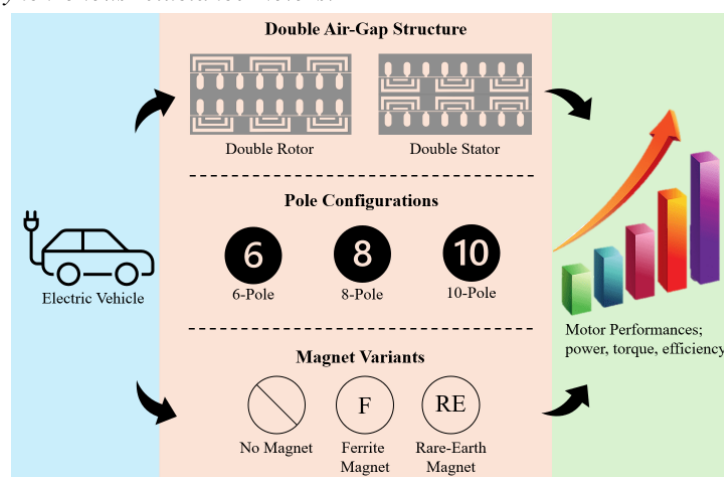 Double Air-Gap Structure
Double Rotor
Double Stator
Pole Configurations
6
8
10
6-Pole
8-Pole
10-Pole
Electric Vehicle
Motor Performances;
power, torque, efficiency
Magnet Variants
F
RE
No Magnet
Ferrite
Magnet
Rare-Earth
Magnet